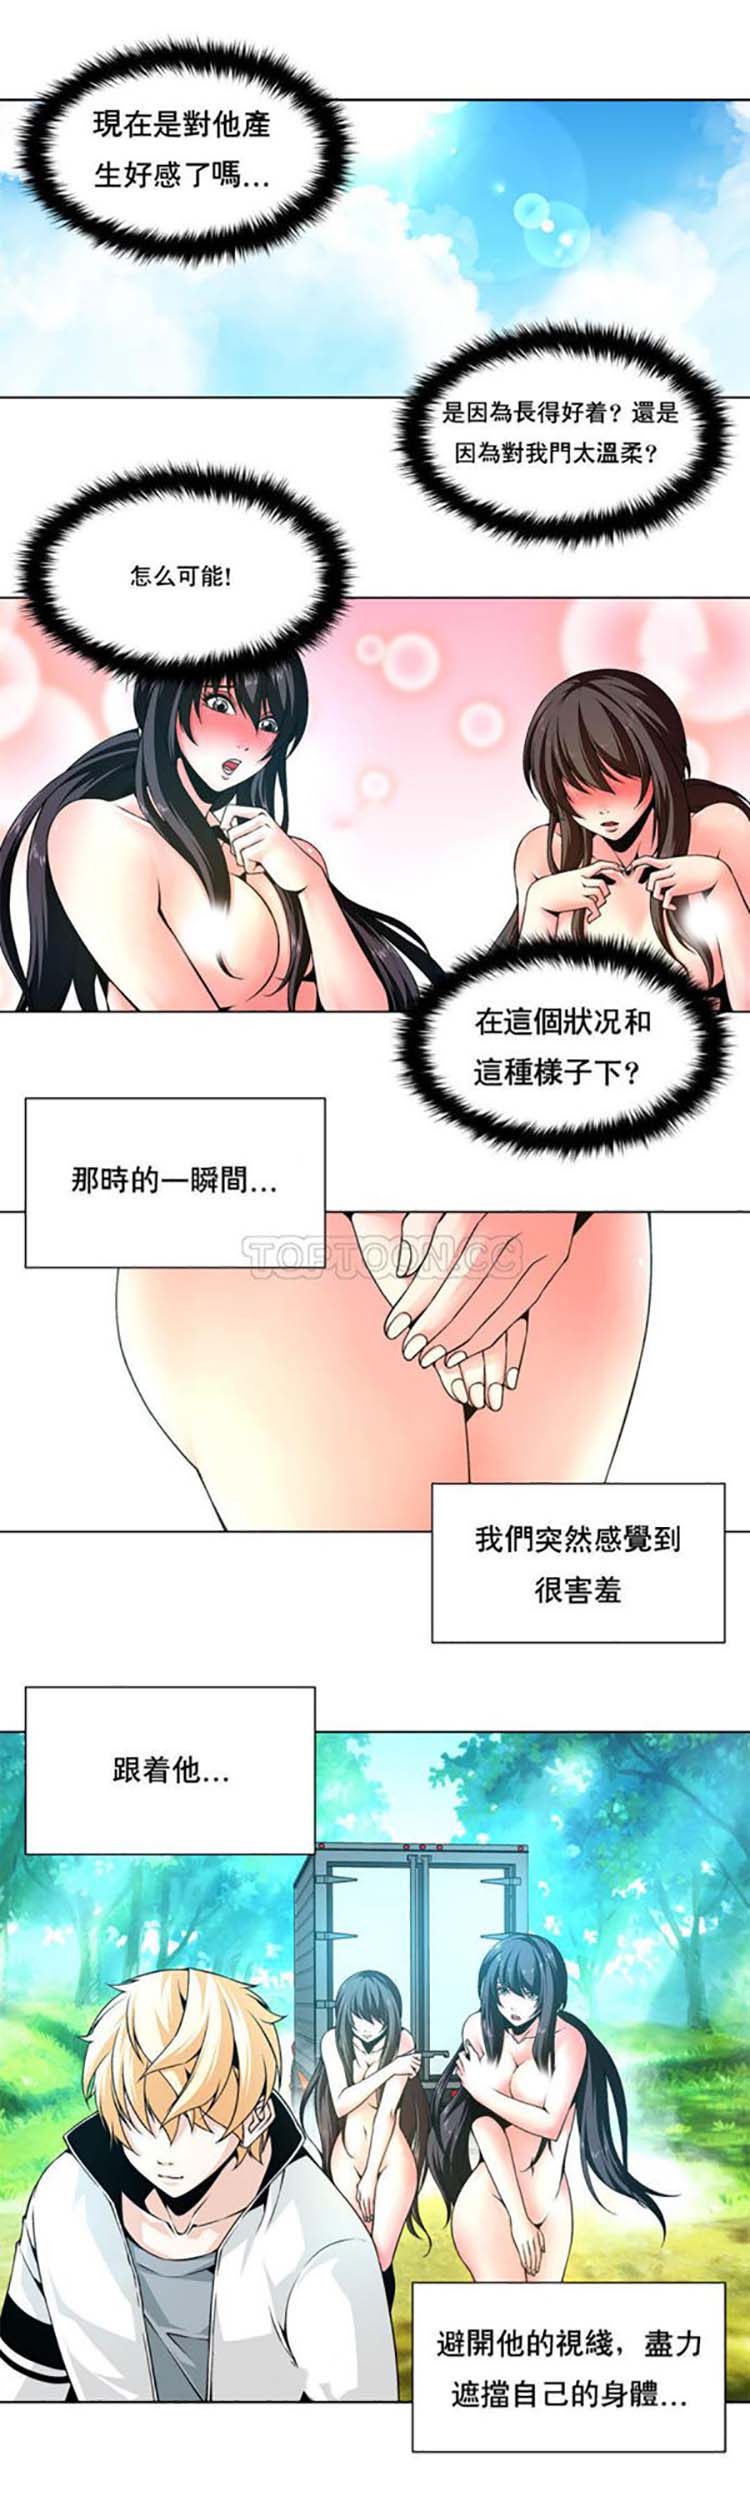 現在是對他產
生好感了嗎...
是因為長得好着？還是
因為對我門太溫柔？
怎么可能!
在這個狀况和
這種樣子下？
那時的一瞬間...
TOPTOON.CC
我們突然感覺到
很害羞
跟着他...
避開他的視綫，盡力
遮擋自己的身體...